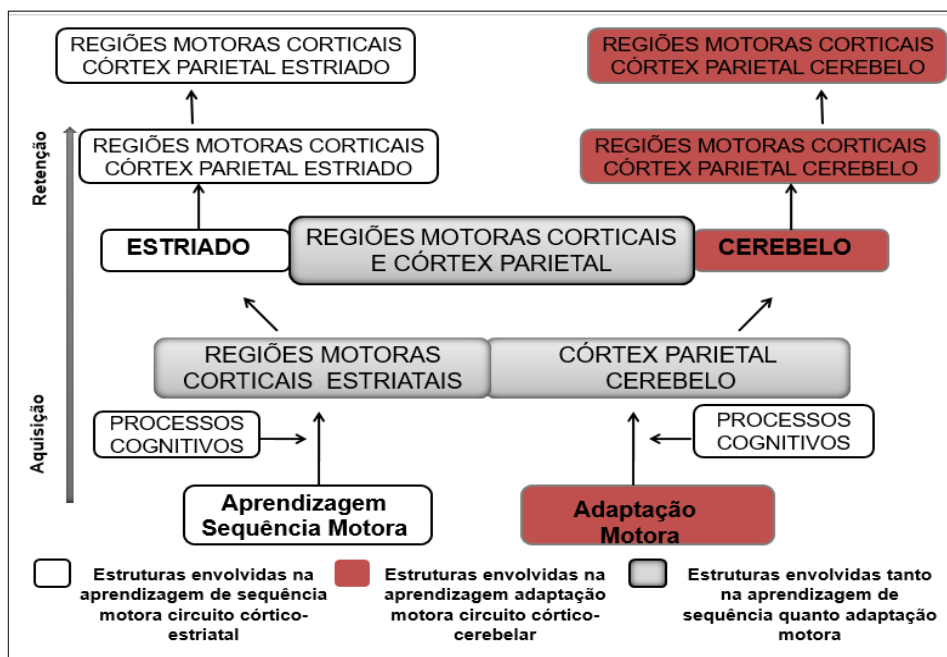 REGIÕES MOTORAS CORTICAIS
CÓRTEX PARIETAL ESTRIADO
REGIÕES MOTORAS CORTICAIS
CÓRTEX PARIETAL CEREBELO
Retenção
REGIÕES MOTORAS CORTICAIS
CÓRTEX PARIETAL ESTRIADO
REGIÕES MOTORAS CORTICAIS
CÓRTEX PARIETAL CEREBELO
ESTRIADO
REGIÕES MOTORAS CORTICAIS
E CÓRTEX PARIETAL
CEREBELO
REGIÕES MOTORAS
CORTICAIS ESTRIATAIS
CÓRTEX PARIETAL
CEREBELO
Aquisição
PROCESSOS
COGNITIVOS
PROCESSOS
COGNITIVOS
Aprendizagem
Sequência Motora
Adaptação
Motora
Estruturas envolvidas na
aprendizagem de sequência
motora circuito córtico-
estriatal
Estruturas envolvidas na
aprendizagem adaptação
motora circuito córtico-
cerebelar
Estruturas envolvidas tanto
na aprendizagem de
sequência quanto adaptação
motora